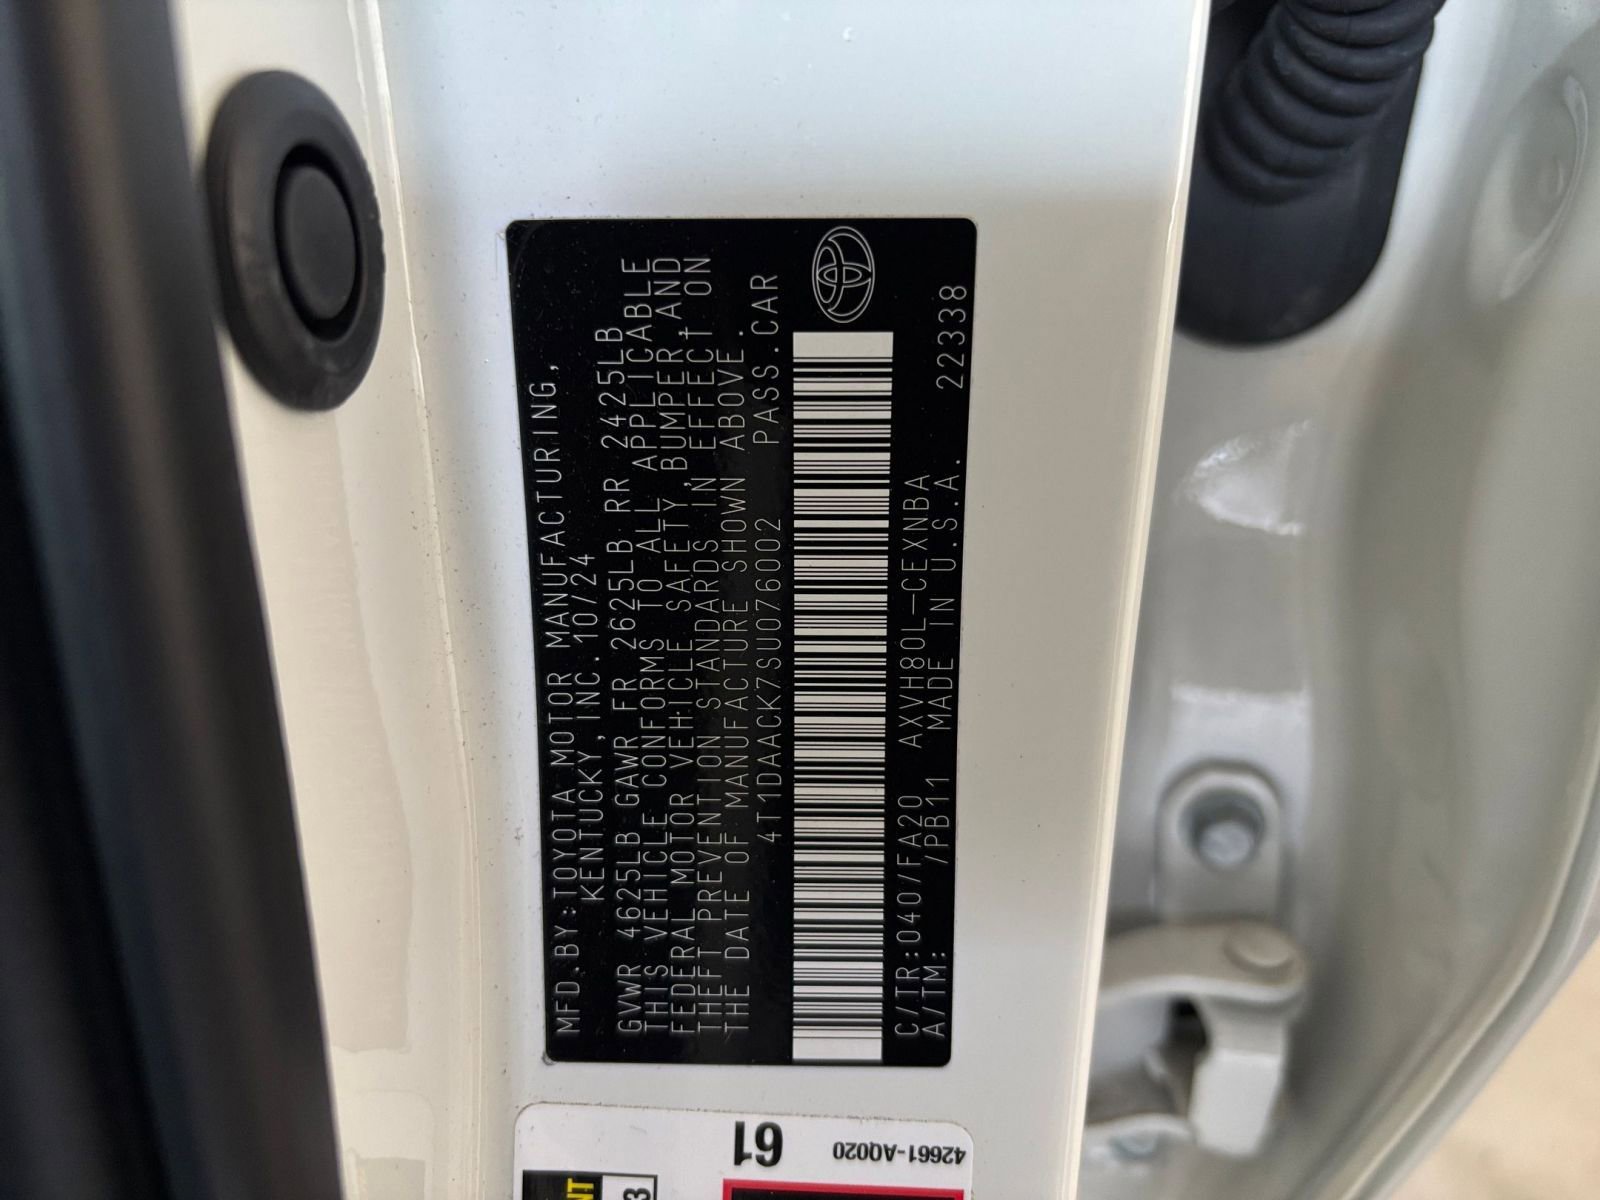 MFD.BY:TOYOTA MOTOR MANUFACTURING,
KENTUCKY,INC.10/24
GVWR 4625LB GAWR FR 2625LB RR 2425LB
THIS VEHICLE CONFORMS TO ALL APPLICABLE
FEDERAL MOTOR VEHICLE SAFETY,BUMPER,AND
THEFT PREVENTION STANDARDS IN EFFECT ON
THE DATE OF MANUFACTURE SHOWN ABOVE.
4T1DAACK7SU076002 PASS.CAR
C/TR:040/FA20 AXVH80L-CEXNBA
A/TM: /PB11 MADE IN U.S.A. 22338
42661-AQ020
61